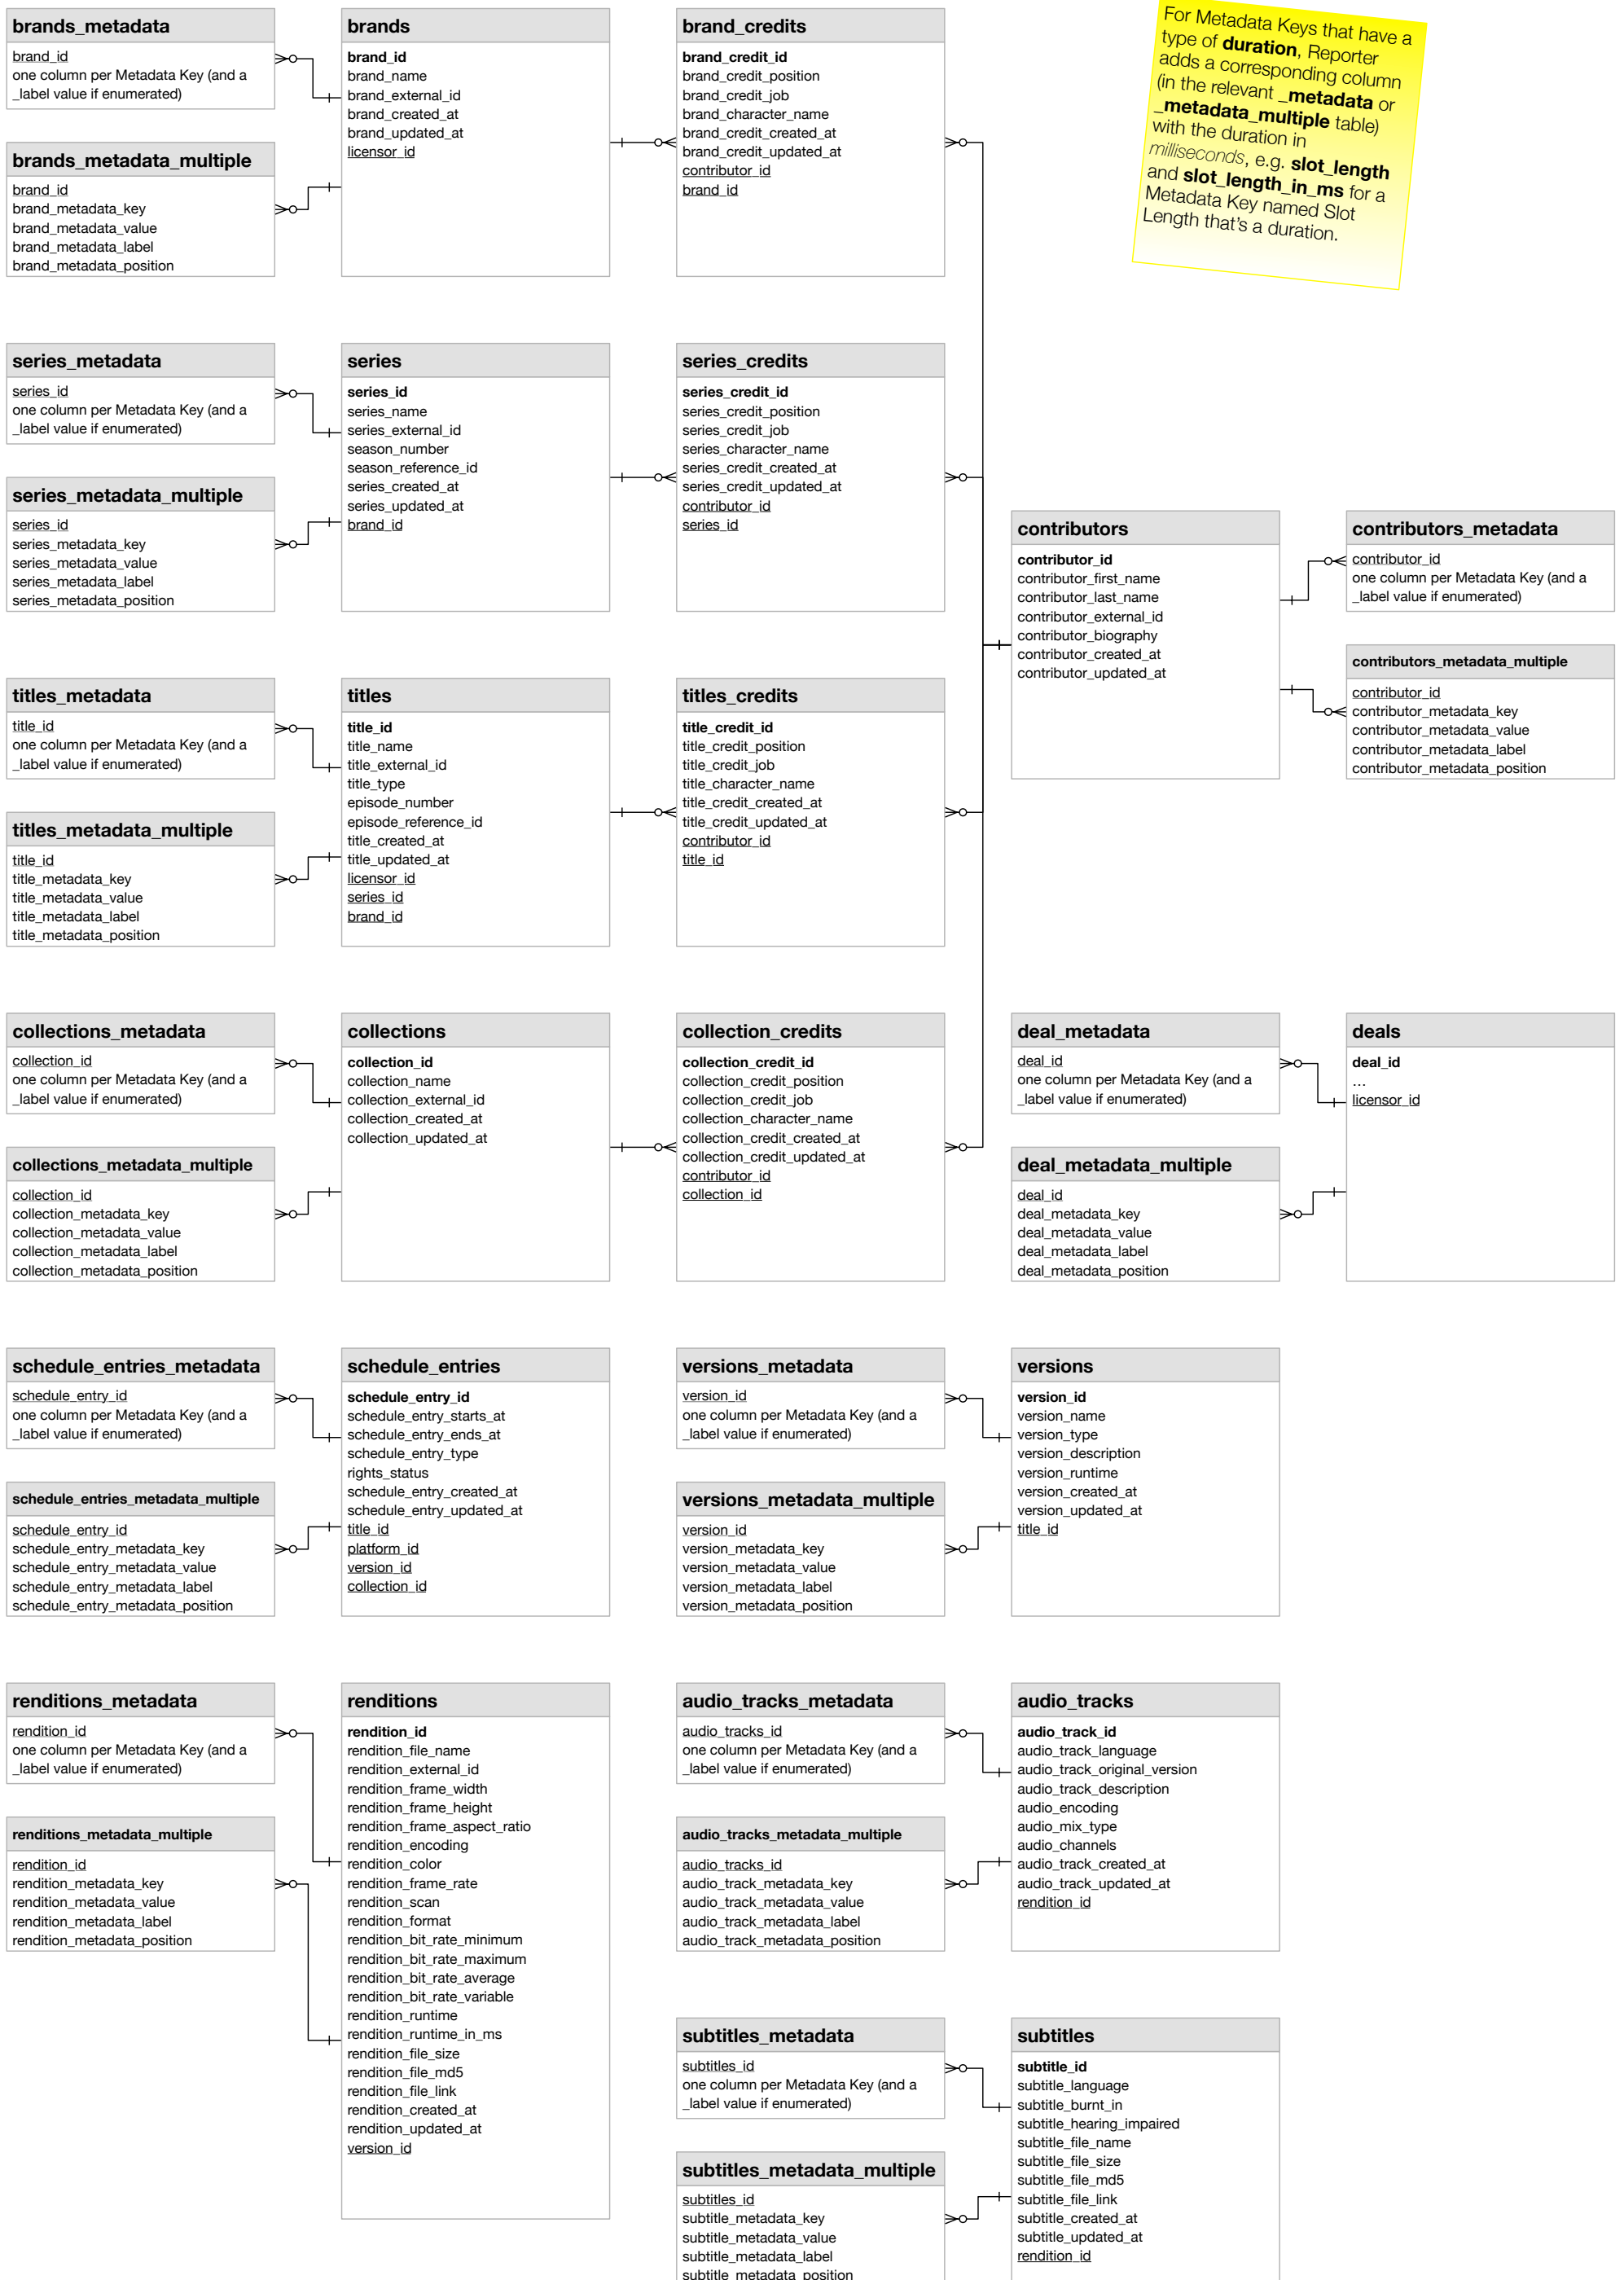 brands_metadata
brand_id
one column per Metadata Key (and a
_label value if enumerated)
brands_metadata_multiple
brand_id
brand_metadata_key
brand_metadata_value
brand_metadata_label
brand_metadata_position
brands
brand_id
brand_name
brand_external_id
brand_created_at
brand_updated_at
licensor_id
brand_credits
brand_credit_id
brand_credit_position
brand_credit_job
brand_character_name
brand_credit_created_at
brand_credit_updated_at
contributor_id
brand_id
For Metadata Keys that have a
type of duration, Reporter
adds a corresponding column
(in the relevant _metadata or
_metadata_multiple table)
with the duration in
milliseconds, e.g. slot_length
and slot_length_in_ms for a
Metadata Key named Slot
Length that's a duration.
series_metadata
series_id
one column per Metadata Key (and a
_label value if enumerated)
series_metadata_multiple
series_id
series_metadata_key
series_metadata_value
series_metadata_label
series_metadata_position
series
series_id
series_name
series_external_id
season_number
season_reference_id
series_created_at
series_updated_at
brand_id
series_credits
series_credit_id
series_credit_position
series_credit_job
series_character_name
series_credit_created_at
series_credit_updated_at
contributor_id
series_id
contributors
contributor_id
contributor_first_name
contributor_last_name
contributor_external_id
contributor_biography
contributor_created_at
contributor_updated_at
contributors_metadata
contributor_id
one column per Metadata Key (and a
_label value if enumerated)
contributors_metadata_multiple
contributor_id
contributor_metadata_key
contributor_metadata_value
contributor_metadata_label
contributor_metadata_position
titles_metadata
title_id
one column per Metadata Key (and a
_label value if enumerated)
titles_metadata_multiple
title_id
title_metadata_key
title_metadata_value
title_metadata_label
title_metadata_position
titles
title_id
title_name
title_external_id
title_type
episode_number
episode_reference_id
title_created_at
title_updated_at
licensor_id
series_id
brand_id
titles_credits
title_credit_id
title_credit_position
title_credit_job
title_character_name
title_credit_created_at
title_credit_updated_at
contributor_id
title_id
collections_metadata
collection_id
one column per Metadata Key (and a
_label value if enumerated)
collections_metadata_multiple
collection_id
collection_metadata_key
collection_metadata_value
collection_metadata_label
collection_metadata_position
collections
collection_id
collection_name
collection_external_id
collection_created_at
collection_updated_at
collection_credits
collection_credit_id
collection_credit_position
collection_credit_job
collection_character_name
collection_credit_created_at
collection_credit_updated_at
contributor_id
collection_id
deal_metadata
deal_id
one column per Metadata Key (and a
_label value if enumerated)
deal_metadata_multiple
deal_id
deal_metadata_key
deal_metadata_value
deal_metadata_label
deal_metadata_position
deals
deal_id
…
licensor_id
schedule_entries_metadata
schedule_entry_id
one column per Metadata Key (and a
_label value if enumerated)
schedule_entries_metadata_multiple
schedule_entry_id
schedule_entry_metadata_key
schedule_entry_metadata_value
schedule_entry_metadata_label
schedule_entry_metadata_position
schedule_entries
schedule_entry_id
schedule_entry_starts_at
schedule_entry_ends_at
schedule_entry_type
rights_status
schedule_entry_created_at
schedule_entry_updated_at
title_id
platform_id
version_id
collection_id
versions_metadata
version_id
one column per Metadata Key (and a
_label value if enumerated)
versions_metadata_multiple
version_id
version_metadata_key
version_metadata_value
version_metadata_label
version_metadata_position
versions
version_id
version_name
version_type
version_description
version_runtime
version_created_at
version_updated_at
title_id
renditions_metadata
rendition_id
one column per Metadata Key (and a
_label value if enumerated)
renditions_metadata_multiple
rendition_id
rendition_metadata_key
rendition_metadata_value
rendition_metadata_label
rendition_metadata_position
renditions
rendition_id
rendition_file_name
rendition_external_id
rendition_frame_width
rendition_frame_height
rendition_frame_aspect_ratio
rendition_encoding
rendition_color
rendition_frame_rate
rendition_scan
rendition_format
rendition_bit_rate_minimum
rendition_bit_rate_maximum
rendition_bit_rate_average
rendition_bit_rate_variable
rendition_runtime
rendition_runtime_in_ms
rendition_file_size
rendition_file_md5
rendition_file_link
rendition_created_at
rendition_updated_at
version_id
audio_tracks_metadata
audio_tracks_id
one column per Metadata Key (and a
_label value if enumerated)
audio_tracks_metadata_multiple
audio_tracks_id
audio_track_metadata_key
audio_track_metadata_value
audio_track_metadata_label
audio_track_metadata_position
audio_tracks
audio_track_id
audio_track_language
audio_track_original_version
audio_track_description
audio_encoding
audio_mix_type
audio_channels
audio_track_created_at
audio_track_updated_at
rendition_id
subtitles_metadata
subtitles_id
one column per Metadata Key (and a
_label value if enumerated)
subtitles_metadata_multiple
subtitles_id
subtitle_metadata_key
subtitle_metadata_value
subtitle_metadata_label
subtitle_metadata_position
subtitles
subtitle_id
subtitle_language
subtitle_burnt_in
subtitle_hearing_impaired
subtitle_file_name
subtitle_file_size
subtitle_file_md5
subtitle_file_link
subtitle_created_at
subtitle_updated_at
rendition_id